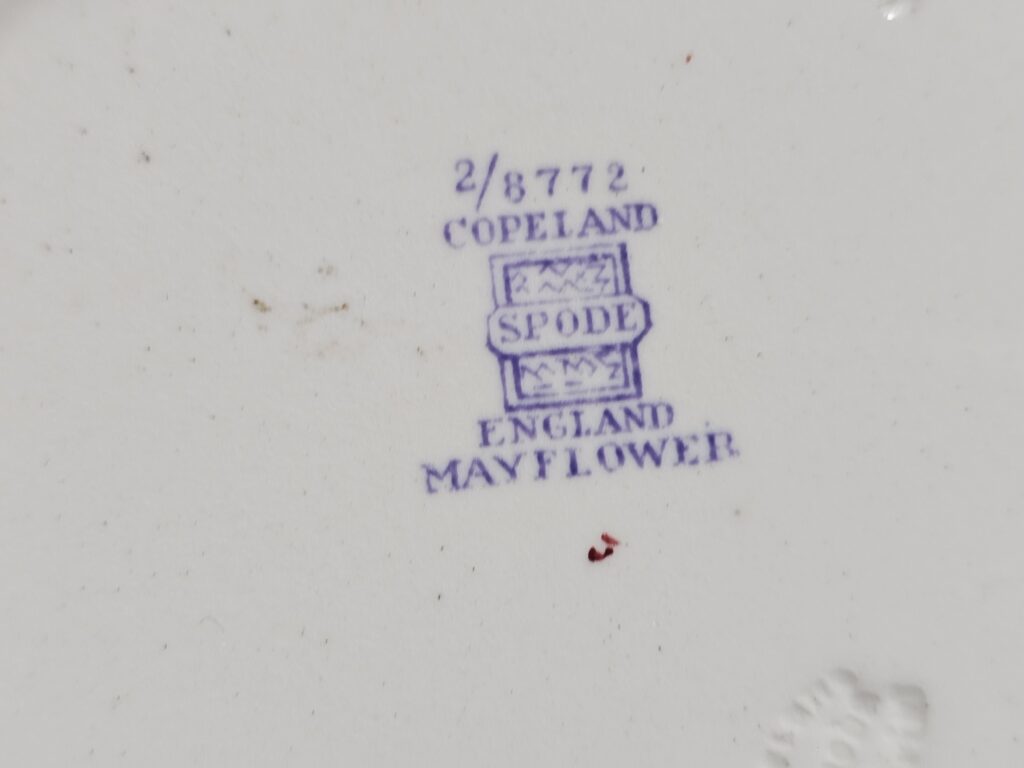 2/8772
COPELAND
SPODE
ENGLAND
MAYFLOWER